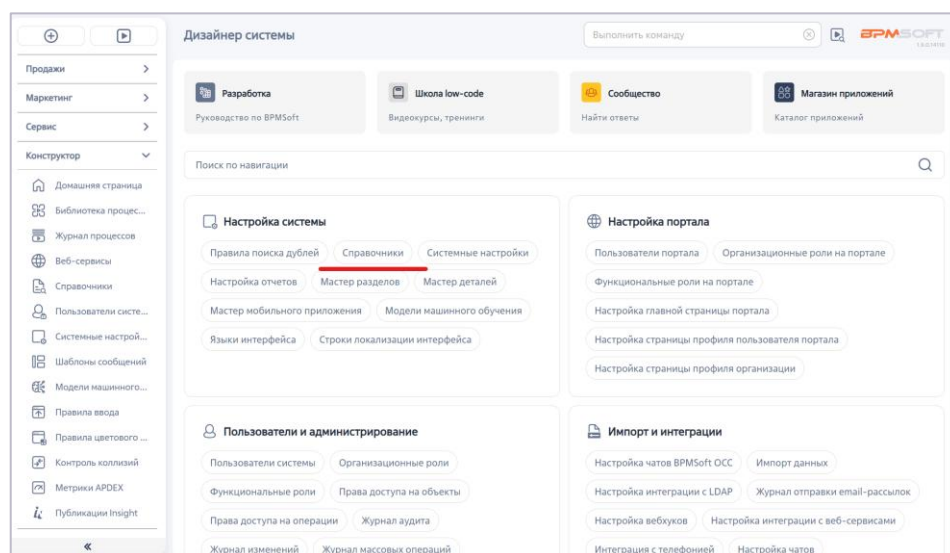 Дизайнер системы
Выполнить команду
BPMSOFT
Продажи
Маркетинг
Сервис
Конструктор
Домашняя страница
Библиотека процес...
Журнал процессов
Веб-сервисы
Справочники
Пользователи систе...
Системные настрой...
Шаблоны сообщений
Модели машинного...
Правила ввода
Правила цветового ...
Контроль коллизий
Метрики APDEX
Публикации Insight
Разработка
Руководство по BPMSoft
Школа low-code
Видеокурсы, тренинги
Сообщество
Найти ответы
Магазин приложений
Каталог приложений
Поиск по навигации
Настройка системы
Правила поиска дублей Справочники Системные настройки
Настройка отчетов Мастер разделов Мастер деталей
Мастер мобильного приложения Модели машинного обучения
Языки интерфейса Строки локализации интерфейса
Настройка портала
Пользователи портала Организационные роли на портале
Функциональные роли на портале
Настройка главной страницы портала
Настройка страницы профиля пользователя портала
Настройка страницы профиля организации
Пользователи и администрирование
Пользователи системы Организационные роли
Функциональные роли Права доступа на объекты
Права доступа на операции Журнал аудита
Журнал изменений Журнал массовых операций
Импорт и интеграции
Настройка чатов BPMSoft OCC Импорт данных
Настройка интеграции с LDAP Журнал отправки email-рассылок
Настройка вебхуков Настройка интеграции с веб-сервисами
Интеграция с телефонией Настройка чатов